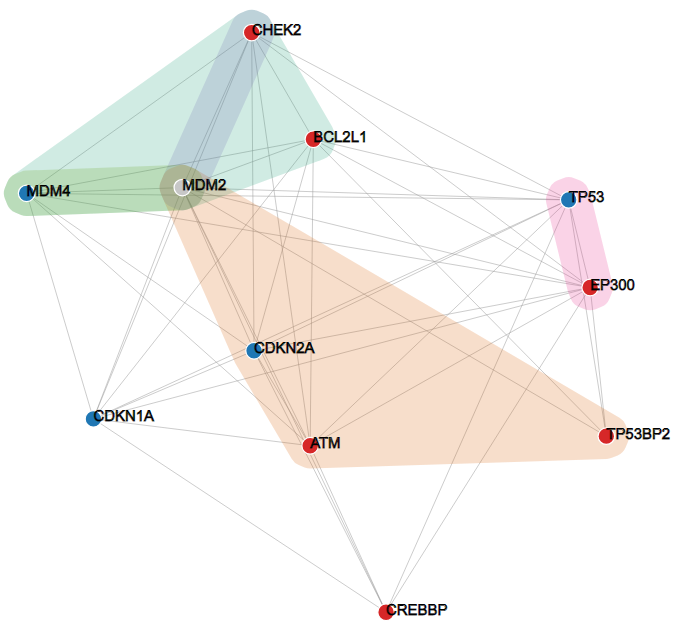 CHEK2
BCL2L1
MDM2
MDM4
TP53
EP300
CDKN2A
CDKN1A
TP53BP2
ATM
CREBBP